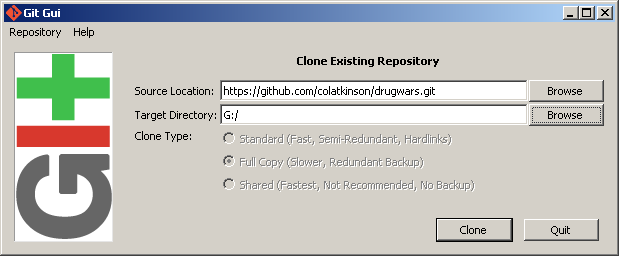 Git Gui
Repository Help
Clone Existing Repository
Source Location: https://github.com/colatkinson/drugwars.git Browse
Target Directory: G:/ Browse
Clone Type: Standard (Fast, Semi-Redundant, Hardlinks)
Full Copy (Slower, Redundant Backup)
Shared (Fastest, Not Recommended, No Backup)
Clone Quit
GIT